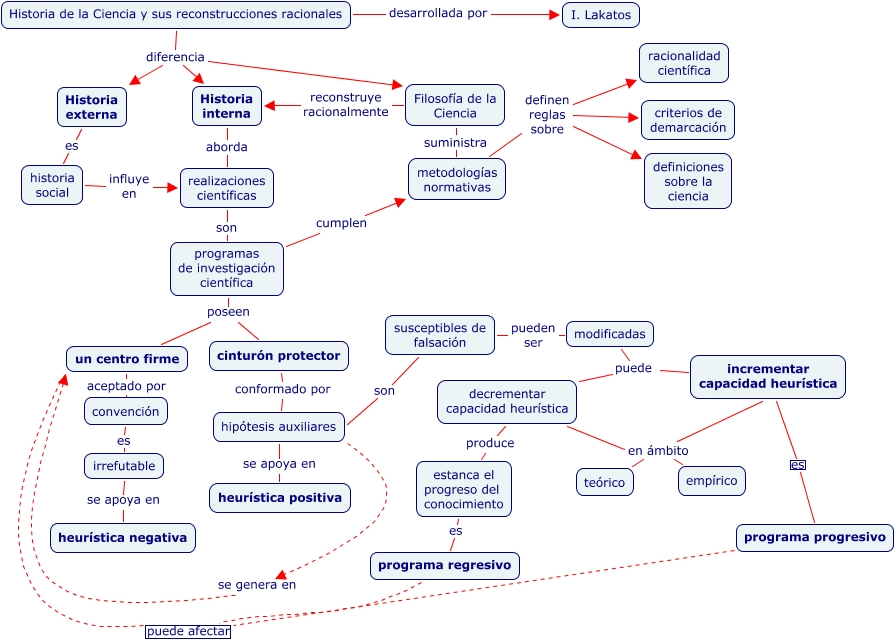 Historia de la Ciencia y sus reconstrucciones racionales
desarrollada por
I. Lakatos
diferencia
Historia
externa
Historia
interna
reconstruye
racionalmente
Filosofía de la
Ciencia
definen
reglas
sobre
racionalidad
científica
criterios de
demarcación
definiciones
sobre la
ciencia
es
aborda
suministra
historia
social
influye
en
realizaciones
científicas
metodologías
normativas
son
cumplen
programas
de investigación
científica
poseen
un centro firme
cinturón protector
susceptibles de
falsación
pueden
ser
modificadas
puede
incrementar
capacidad heurística
aceptado por
conformado por
son
decrementar
capacidad heurística
convención
hipótesis auxiliares
es
produce
en ámbito
irrefutable
se apoya en
es
estanca el
progreso del
conocimiento
teórico
empírico
se apoya en
heurística positiva
heurística negativa
es
programa progresivo
programa regresivo
se genera en
puede afectar